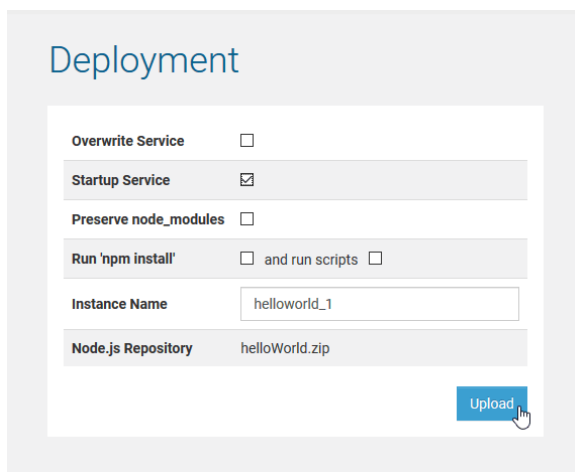 Deployment
Overwrite Service
Startup Service
Preserve node_modules
Run 'npm install' and run scripts
Instance Name helloworld_1
Node.js Repository helloWorld.zip
Upload